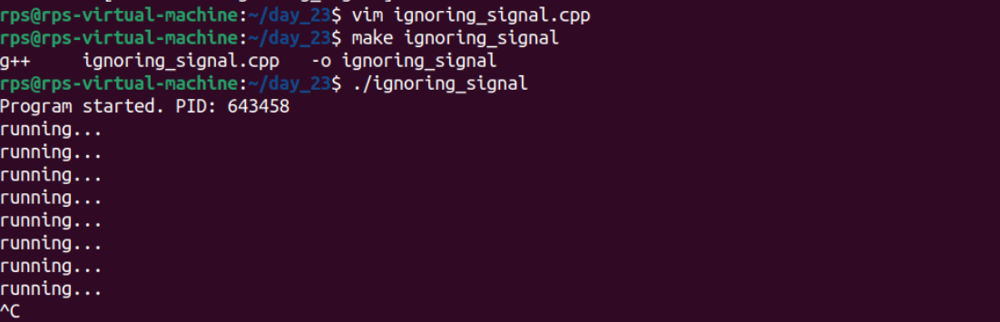 rps@rps-virtual-machine:~/day_23$ vim ignoring_signal.cpp
rps@rps-virtual-machine:~/day_23$ make ignoring_signal
g++     ignoring_signal.cpp   -o ignoring_signal
rps@rps-virtual-machine:~/day_23$ ./ignoring_signal
Program started. PID: 643458
running...
running...
running...
running...
running...
running...
running...
running...
^C